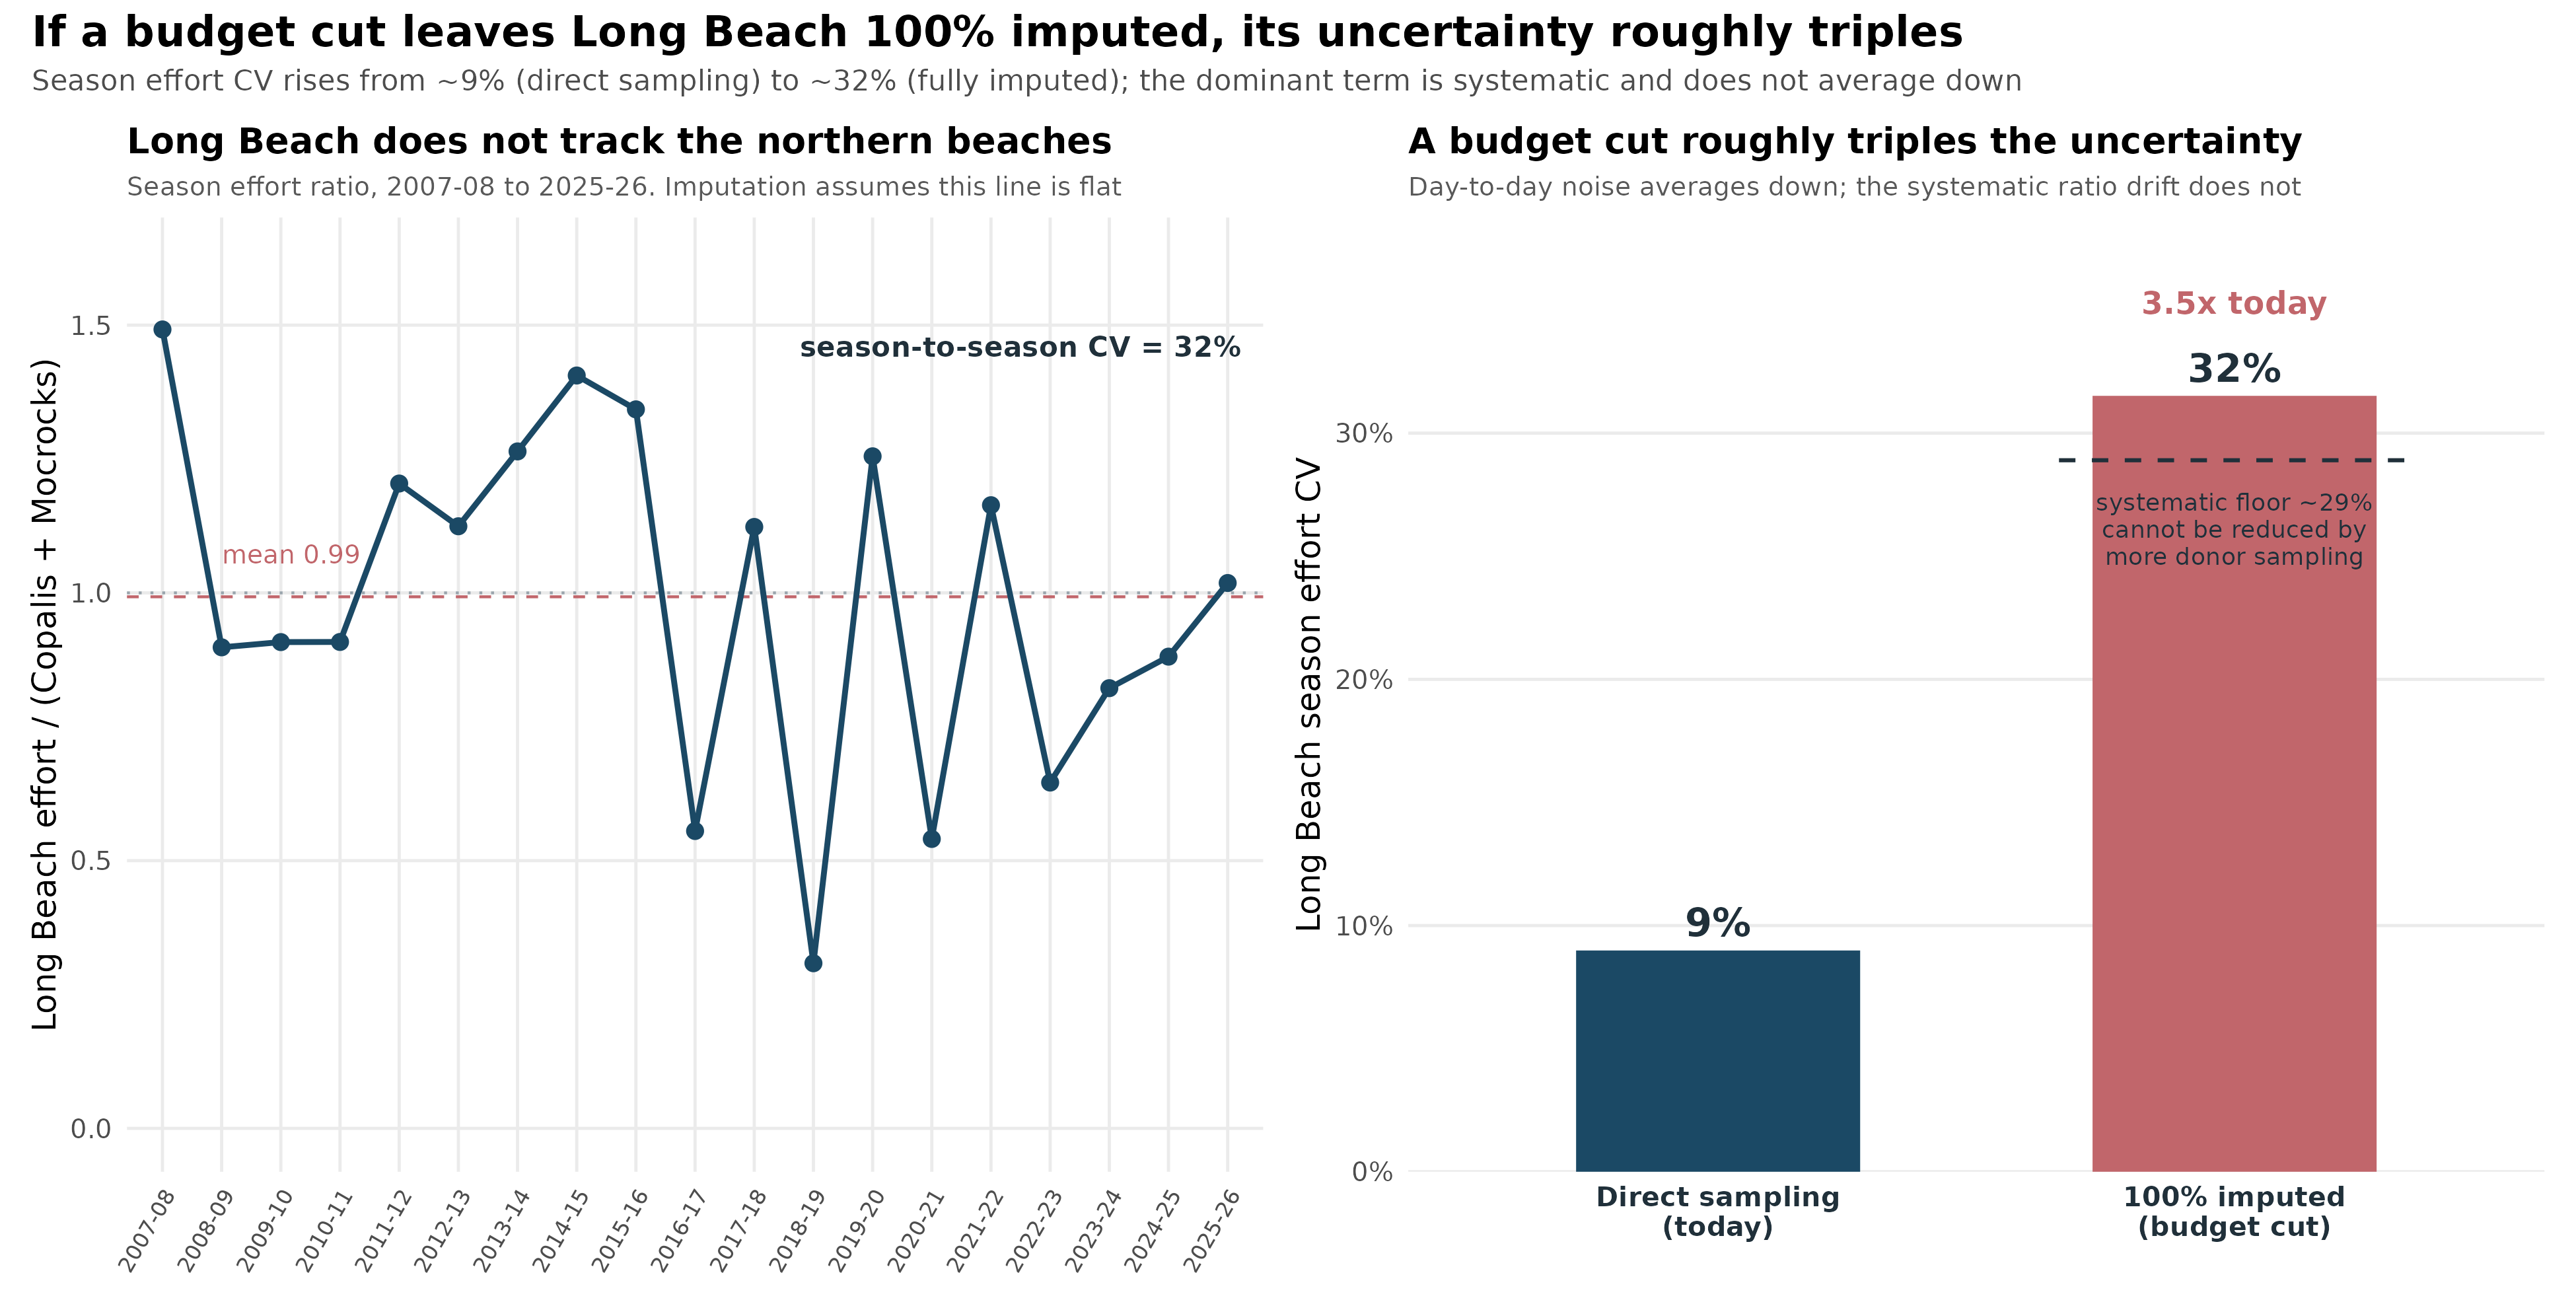 If a budget cut leaves Long Beach 100% imputed, its uncertainty roughly triples
Season effort CV rises from ~9% (direct sampling) to ~32% (fully imputed); the dominant term is systematic and does not average down
Long Beach does not track the northern beaches
Season effort ratio, 2007-08 to 2025-26. Imputation assumes this line is flat
Long Beach effort / (Copalis + Mocrocks)
1.5
1.0
0.5
0.0
season-to-season CV = 32%
mean 0.99
2007-08
2008-09
2009-10
2010-11
2011-12
2012-13
2013-14
2014-15
2015-16
2016-17
2017-18
2018-19
2019-20
2020-21
2021-22
2022-23
2023-24
2024-25
2025-26
A budget cut roughly triples the uncertainty
Day-to-day noise averages down; the systematic ratio drift does not
Long Beach season effort CV
30%
20%
10%
0%
3.5x today
32%
systematic floor ~29%
cannot be reduced by
more donor sampling
9%
Direct sampling
(today)
100% imputed
(budget cut)